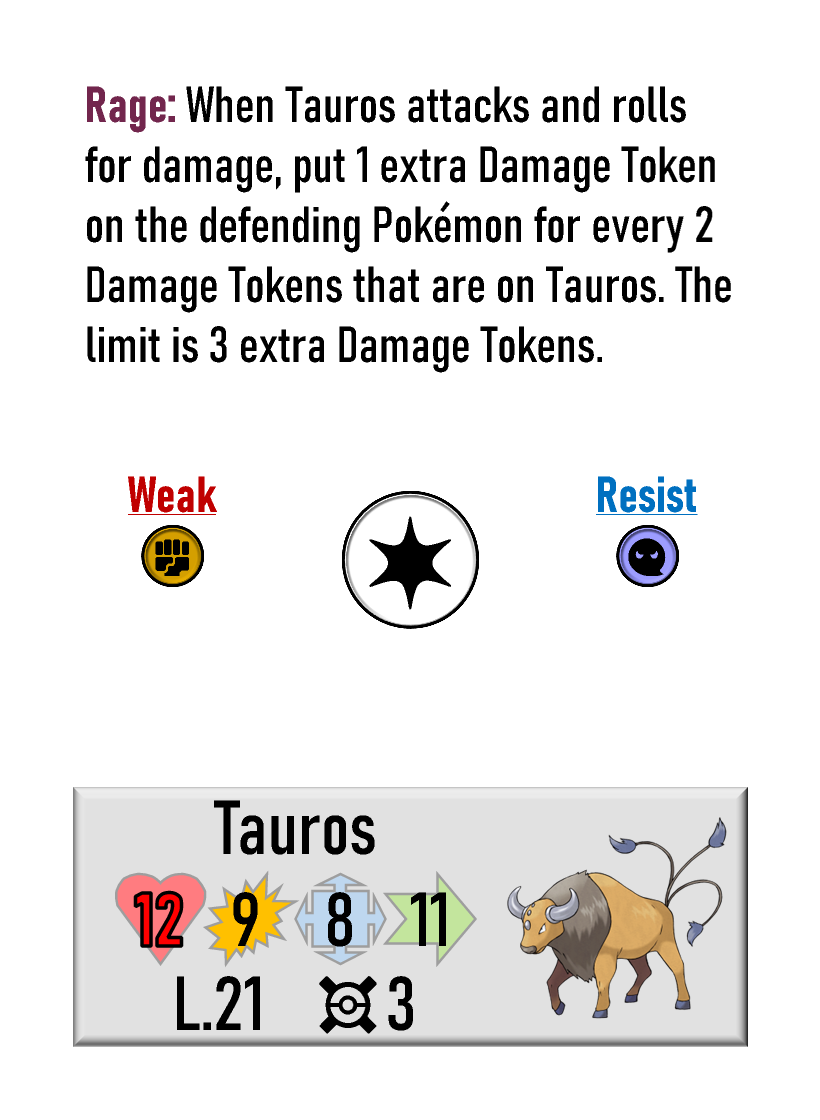 Rage: When Tauros attacks and rolls
for damage, put 1 extra Damage Token
on the defending Pokémon for every 2
Damage Tokens that are on Tauros. The
limit is 3 extra Damage Tokens.
Weak
Resist
Tauros
12 9 8 11
L.21 3